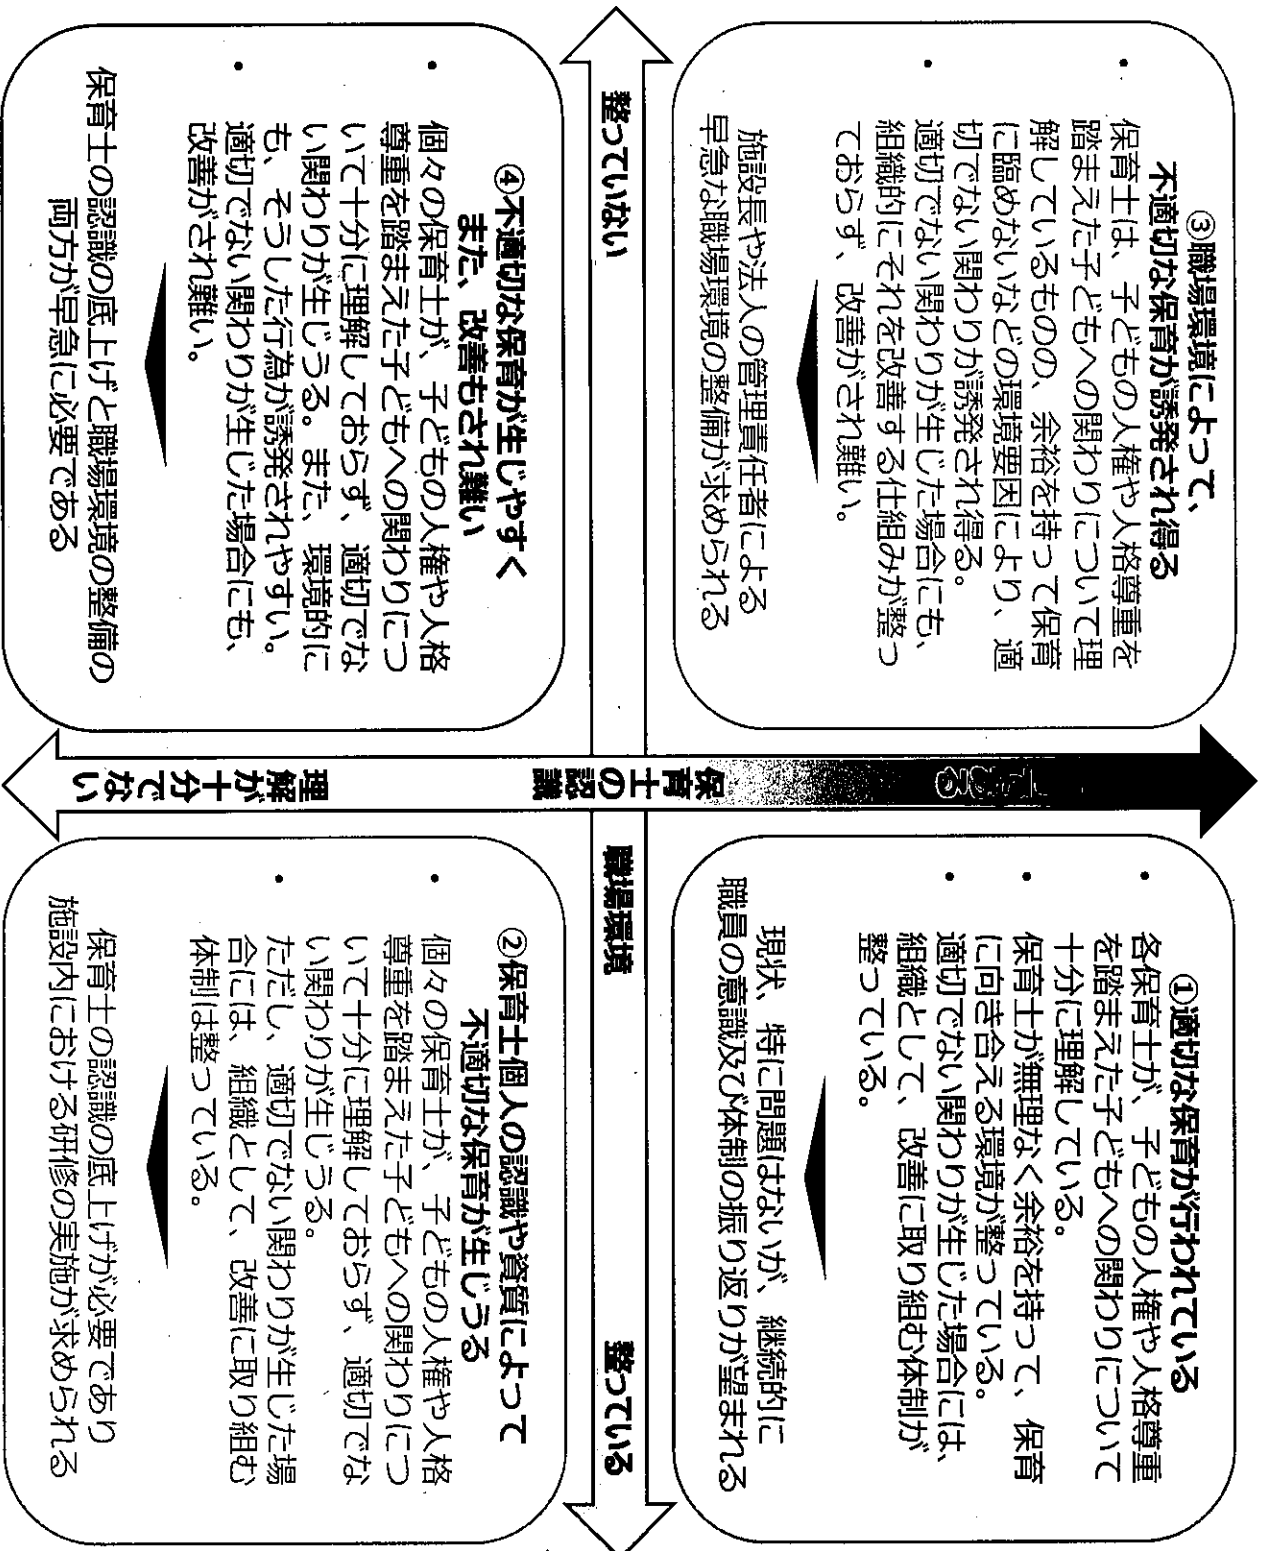 ③職場環境によって、
不適切な保育が誘発され得る
・ 保育士は、子どもの人権や人格尊重を
踏まえた子どもへの関わりについて理
解しているものの、余裕を持って保育
に臨めないなどの環境要因により、適
切でない関わりが誘発され得る。
・ 適切でない関わりが生じた場合にも、
組織的にそれを改善する仕組みが整っ
ておらず、改善がされ難い。
施設長や法人の管理責任者による
早急な職場環境の整備が求められる
①適切な保育が行われている
・ 各保育士が、子どもの人権や人格尊重
を踏まえた子どもへの関わりについて
十分に理解している。
・ 保育士が無理なく余裕を持って、保育
に向き合える環境が整っている。
・ 適切でない関わりが生じた場合には、
組織として、改善に取り組む体制が
整っている。
現状、特に問題はないが、継続的に
職員の意識及び体制の振り返りが望まれる
整っていない
職場環境
整っている
保育士の認識
理解が十分でない
④不適切な保育が生じやすく
また、改善もされ難い
・ 個々の保育士が、子どもの人権や人格
尊重を踏まえた子どもへの関わりにつ
いて十分に理解しておらず、適切でな
い関わりが生じうる。また、環境的に
も、そうした行為が誘発されやすい。
・ 適切でない関わりが生じた場合にも、
改善がされ難い。
保育士の認識の底上げと職場環境の整備の
両方が早急に必要である
②保育士個人の認識や資質によって
不適切な保育が生じうる
・ 個々の保育士が、子どもの人権や人格
尊重を踏まえた子どもへの関わりにつ
いて十分に理解しておらず、適切でな
い関わりが生じうる。
・ ただし、適切でない関わりが生じた場
合には、組織として、改善に取り組む
体制は整っている。
保育士の認識の底上げが必要であり
施設内における研修の実施が求められる